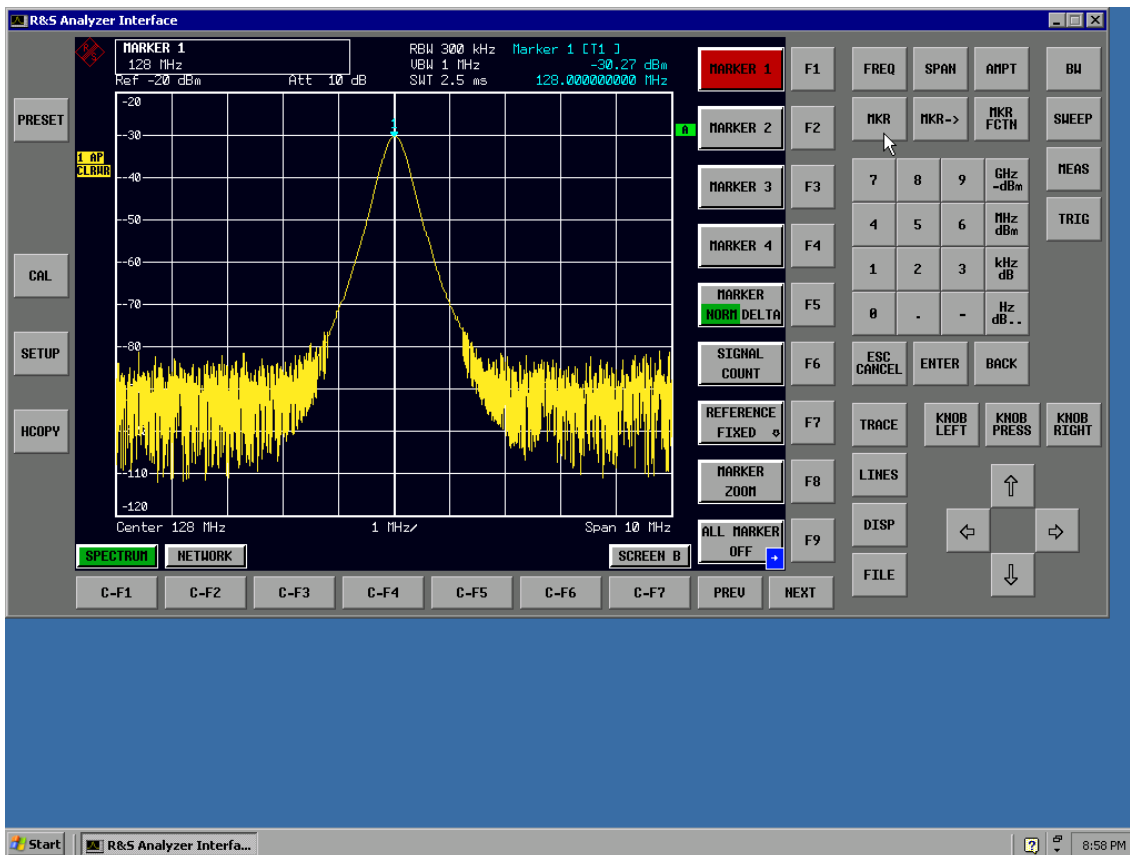 R&S Analyzer Interface
MARKER 1
128 MHz
RBW 300 kHz
Marker 1 [T1 ]
VBW 1 MHz
-30.27 dBm
Ref -20 dBm
Att 10 dB
SWT 2.5 ms
128.000000000 MHz
-20
-30
-40
-50
-60
-70
-80
-110
-120
1
A
1 AP
CLRWR
Center 128 MHz
1 MHz/
Span 10 MHz
SPECTRUM
NETWORK
SCREEN B
PRESET
CAL
SETUP
HCOPY
MARKER 1
F1
MARKER 2
F2
MARKER 3
F3
MARKER 4
F4
MARKER
NORM DELTA
F5
SIGNAL
COUNT
F6
REFERENCE
FIXED
F7
MARKER
ZOOM
F8
ALL MARKER
OFF
F9
C-F1
C-F2
C-F3
C-F4
C-F5
C-F6
C-F7
PREV
NEXT
FREQ
SPAN
AMPT
BW
MKR
MKR->
MKR
FCTN
SWEEP
7
8
9
GHz
-dBm
MEAS
4
5
6
MHz
dBm
TRIG
1
2
3
kHz
dB
0
.
-
Hz
dB..
ESC
CANCEL
ENTER
BACK
TRACE
KNOB
LEFT
KNOB
PRESS
KNOB
RIGHT
LINES
DISP
FILE
Start
R&S Analyzer Interfa...
8:58 PM